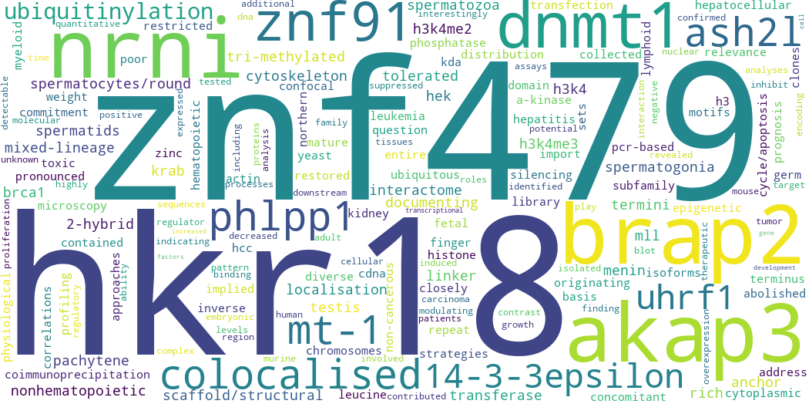 ubiquitinylation
additional
quantitative
restricted
myeloid
nrni
znf91
spermatozoa
interestingly
transfection
hepatocellular
h3k4me2
dnmt1
confirmed
cell
ash2l
dna
time
poor
tri-methylated
phosphatase
distribution
collected
nuclear
relevance
kda
assays
suppressed
spermatocytes/round
cytoskeleton
tolerated
tested
confocal
hek
domain
h3k4
lymphoid
analyses
clones
weight
positive
expressed
detectable
molecular
commitment
northern
family
leukemia
a-kinase
potential
sets
interaction
negative
h3
inhibit
motifs
encoding
spermatids
hematopoietic
including
proteins
analysis
mature
question
tissues
hepatitis
h3k4me3
pcr-based
revealed
prognosis
cycle/apoptosis
mixed-lineage
zinc
yeast
entire
import
silencing
spermatogonia
unknown
toxic
krab
restored
ubiquitous
roles
identified
subfamily
mouse
germ
target
pronounced
actin
processes
downstream
interactome
library
znf479
brca1
highly
sequences
phlpp1
transcriptional
documenting
termini
epigenetic
microscopy
regulator
kidney
fetal
brap2
play
tumor
gene
proliferation
2-hybrid
indicating
decreased
adult
finger
mll
blot
therapeutic
contained
increased
hcc
localisation
histone
menin
isoforms
development
physiological
correlations
profiling
regulatory
approaches
ability
factors
pattern
binding
cellular
cdna
induced
linker
isolated
originating
terminus
implied
diverse
closely
basis
uhrf1
abolished
inverse
embryonic
testis
non-cancerous
carcinoma
modulating
contrast
finding
levels
human
mt-1
patients
growth
overexpression
region
repeat
akap3
hkr18
complex
chromosomes
strategies
pachytene
murine
involved
address
coimmunoprecipitation
colocalised
14-3-3epsilon
anchor
nonhematopoietic
scaffold/structural
leucine
contributed
transferase
concomitant
rich
cytoplasmic